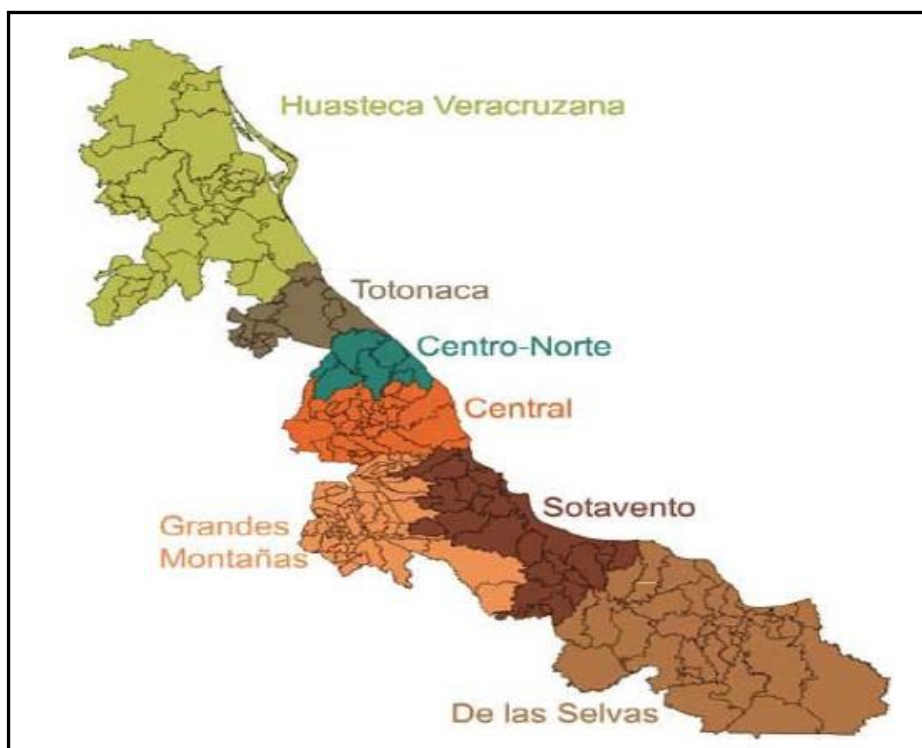 Huasteca Veracruzana
Totonaca
Centro-Norte
Central
Sotavento
Grandes
Montañas
De las Selvas